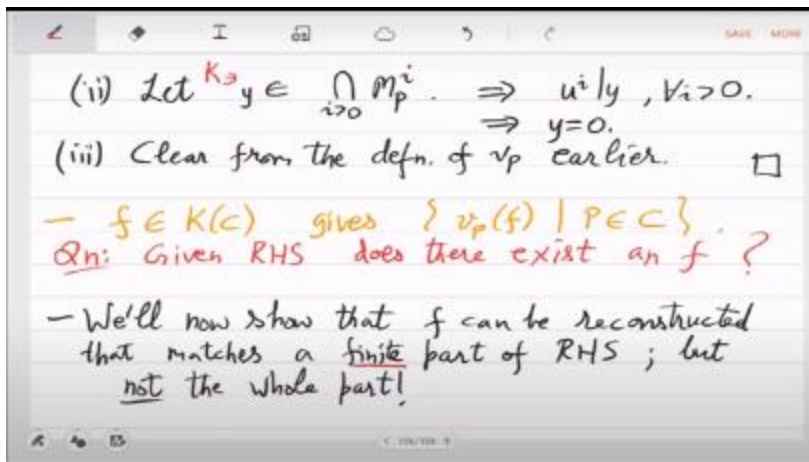 SAVE MORE
(ii) Let K∋y ∈ ⋂_{i>0} m_p^i. ⇒ u^i | y, ∀i>0.
⇒ y=0.
(iii) Clear from the defn. of v_p earlier. □
- f ∈ K(C) gives { v_p(f) | P ∈ C }.
Qn: Given RHS does there exist an f ?
- We'll now show that f can be reconstructed
that matches a finite part of RHS ; but
not the whole part!